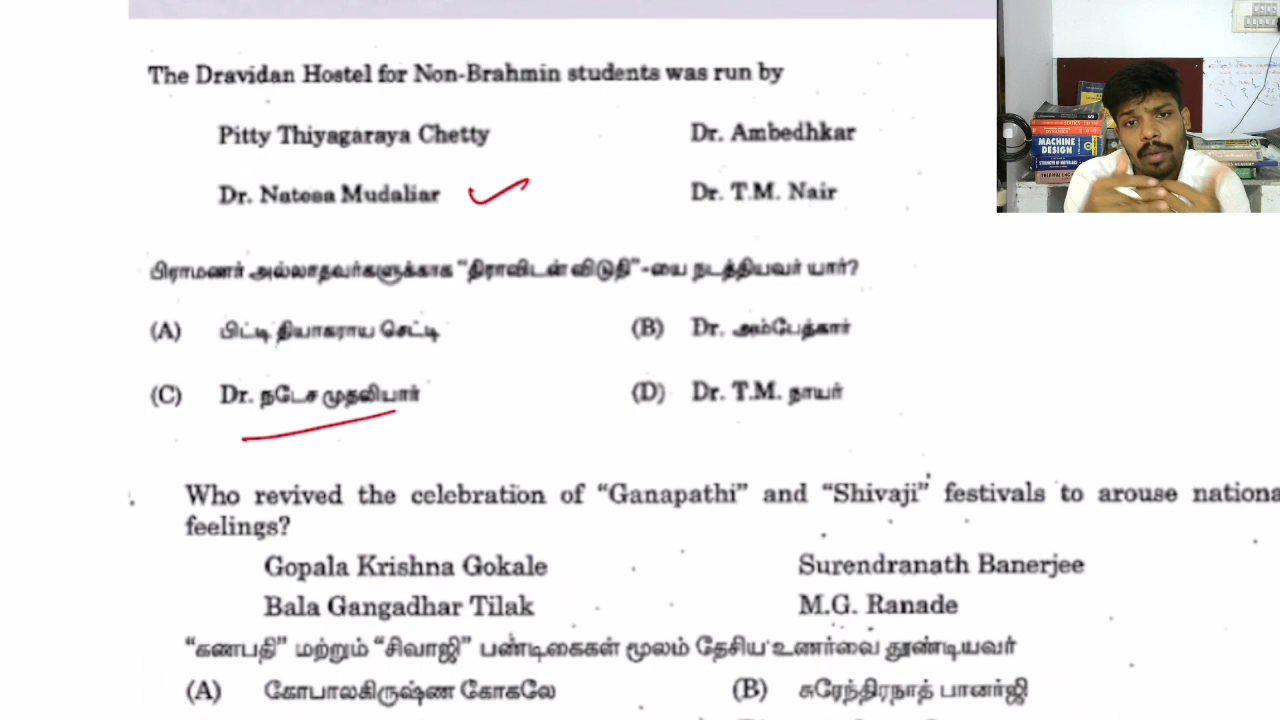 The Dravidan Hostel for Non-Brahmin students was run by
Pitty Thiyagaraya Chetty Dr. Ambedhkar
Dr. Natesa Mudaliar Dr. T.M. Nair
பிராமணர் அல்லாதவர்களுக்காக “திராவிடன் விடுதி”-யை நடத்தியவர் யார்?
(A) பிட்டி தியாகராய செட்டி (B) Dr. அம்பேத்கார்
(C) Dr. நடேச முதலியார் (D) Dr. T.M. நாயர்
Who revived the celebration of “Ganapathi” and “Shivaji” festivals to arouse nationa
feelings?
Gopala Krishna Gokale Surendranath Banerjee
Bala Gangadhar Tilak M.G. Ranade
“கணபதி” மற்றும் “சிவாஜி” பண்டிகைகள் மூலம் தேசிய உணர்வை தூண்டியவர்
(A) கோபாலகிருஷ்ண கோகலே (B) சுரேந்திரநாத் பானர்ஜி
MACHINE
DESIGN